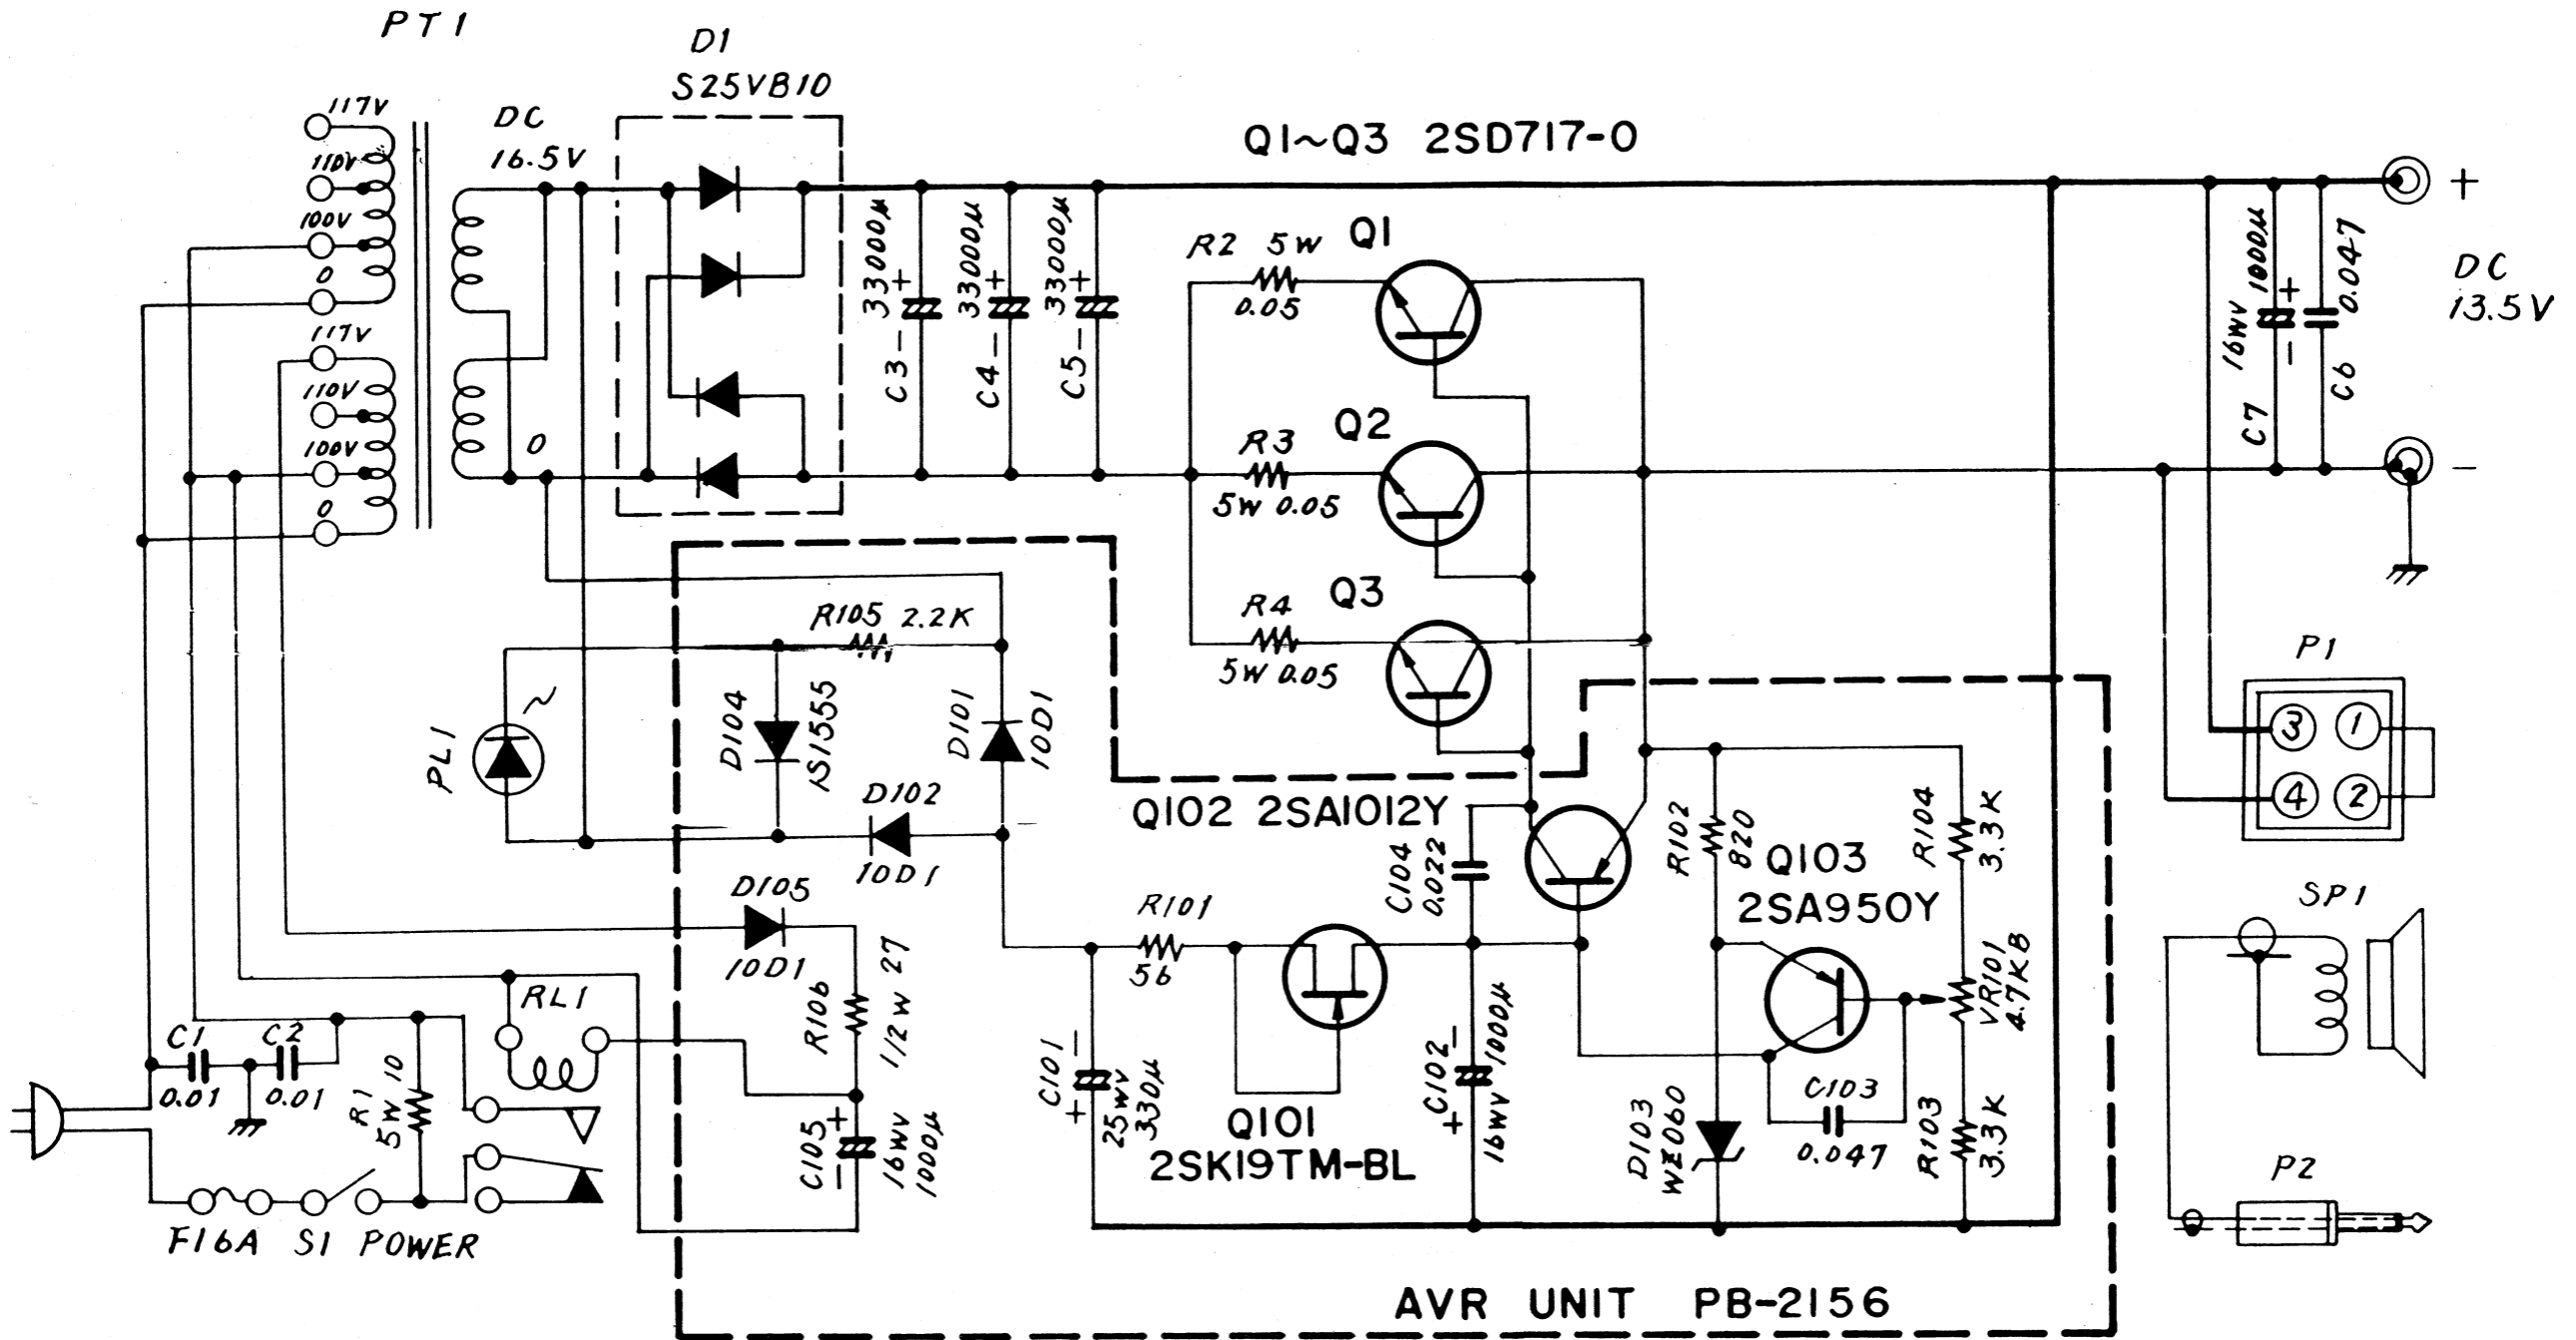 PT1
D1
S25VB10
117V
110V
100V
0
117V
110V
100V
0
DC
16.5V
0
33000μ
+
C3 -
33000μ
+
C4 -
33000μ
+
C5 -
Q1~Q3 2SD717-O
R2 5W
0.05
Q1
R3
5W 0.05
Q2
R4
5W 0.05
Q3
+
DC
13.5V
-
16WV 1000μ
+
-
C7
0.047
C6
P1
3
1
4
2
R105 2.2K
D104
1S1555
D101
10D1
PL1
D102
10D1
D105
10D1
R106
1/2W 27
C105
+
-
16WV
1000μ
RL1
C1
0.01
C2
0.01
R1
5W 10
F1 6A S1 POWER
R101
56
C101
-
+
25WV
330μ
Q101
2SK19TM-BL
Q102 2SA1012Y
C104
0.022
C102
-
+
16WV 1000μ
R102
820
Q103
2SA950Y
R104
3.3K
VR101
4.7KB
C103
0.047
D103
WZ060
R103
3.3K
SP1
P2
AVR UNIT PB-2156